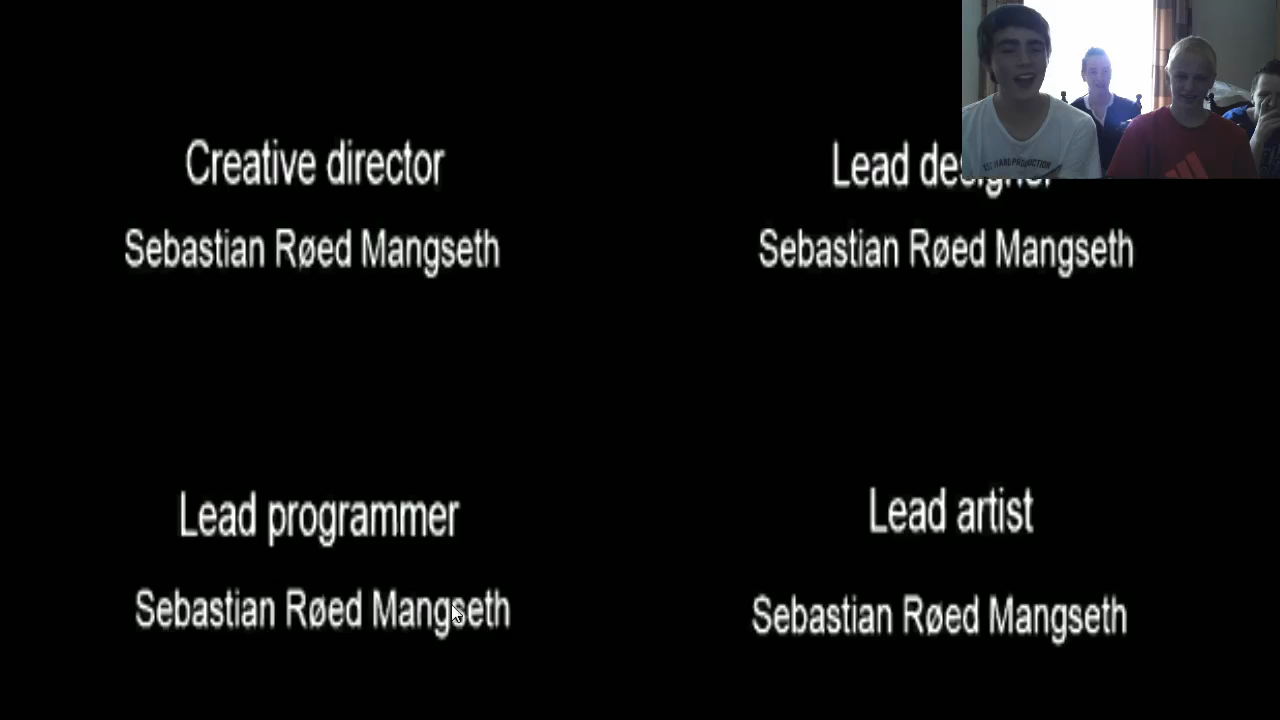 Creative director
Sebastian Røed Mangseth
Lead designer
Sebastian Røed Mangseth
Lead programmer
Sebastian Røed Mangseth
Lead artist
Sebastian Røed Mangseth